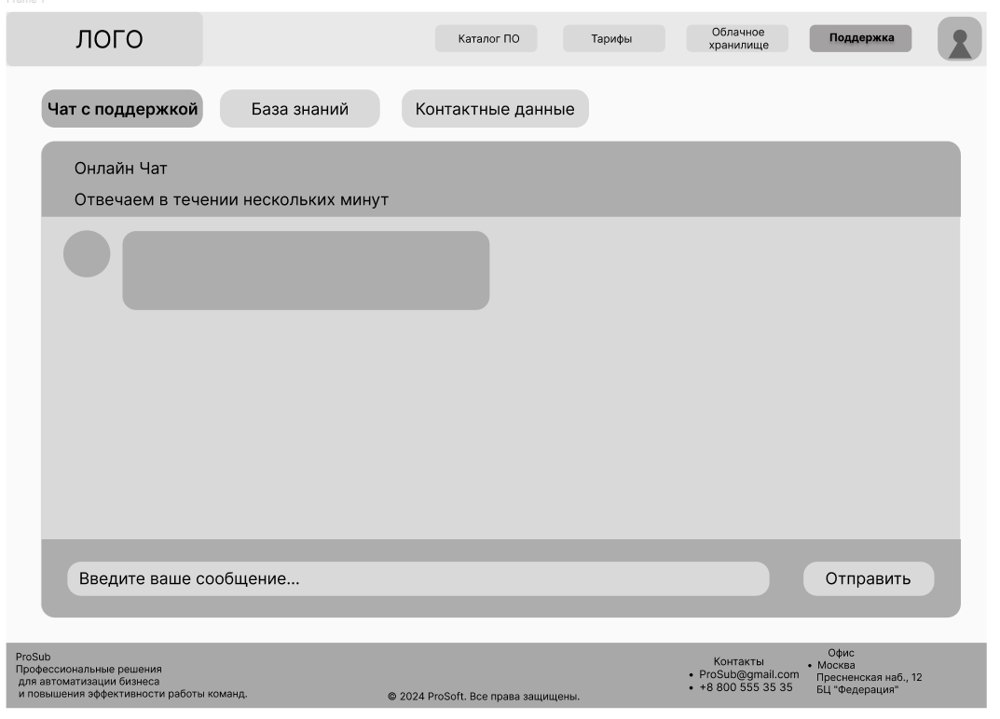 ЛОГО
Каталог ПО
Тарифы
Облачное
хранилище
Поддержка
Чат с поддержкой
База знаний
Контактные данные
Онлайн Чат
Отвечаем в течении нескольких минут
Введите ваше сообщение...
Отправить
ProSub
Профессиональные решения
для автоматизации бизнеса
и повышения эффективности работы команд.
© 2024 ProSoft. Все права защищены.
Контакты
• ProSub@gmail.com
• +8 800 555 35 35
Офис
• Москва
Пресненская наб., 12
БЦ "Федерация"